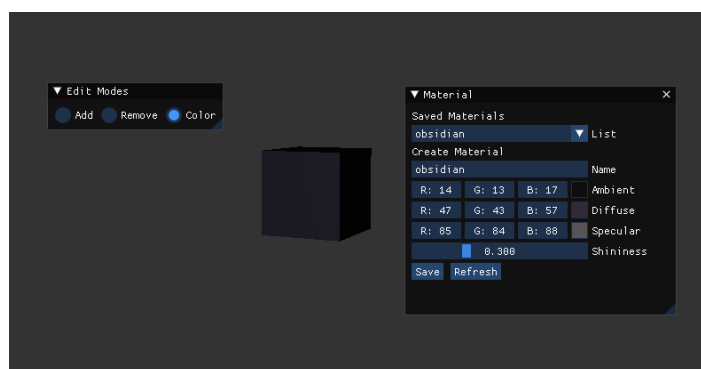 Edit Modes
Add Remove Color
Material
Saved Materials
obsidian List
Create Material
obsidian Name
R: 14 G: 13 B: 17 Ambient
R: 47 G: 43 B: 57 Diffuse
R: 85 G: 84 B: 88 Specular
0.300 Shininess
Save Refresh